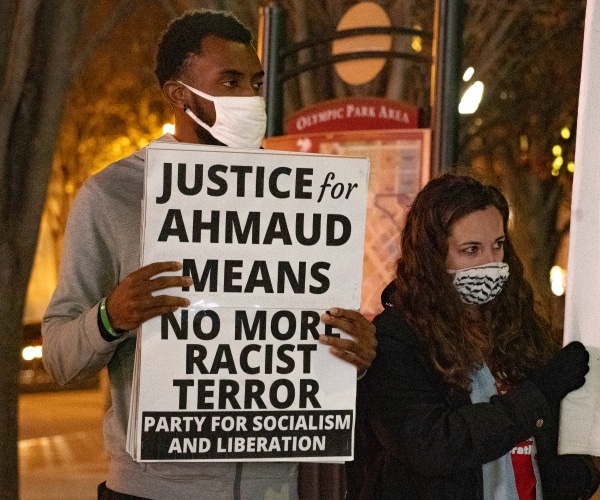 OLYMPIC PARK AREA
JUSTICE for
AHMAUD
MEANS
NO MORE
RACIST
TERROR
PARTY FOR SOCIALISM
AND LIBERATION